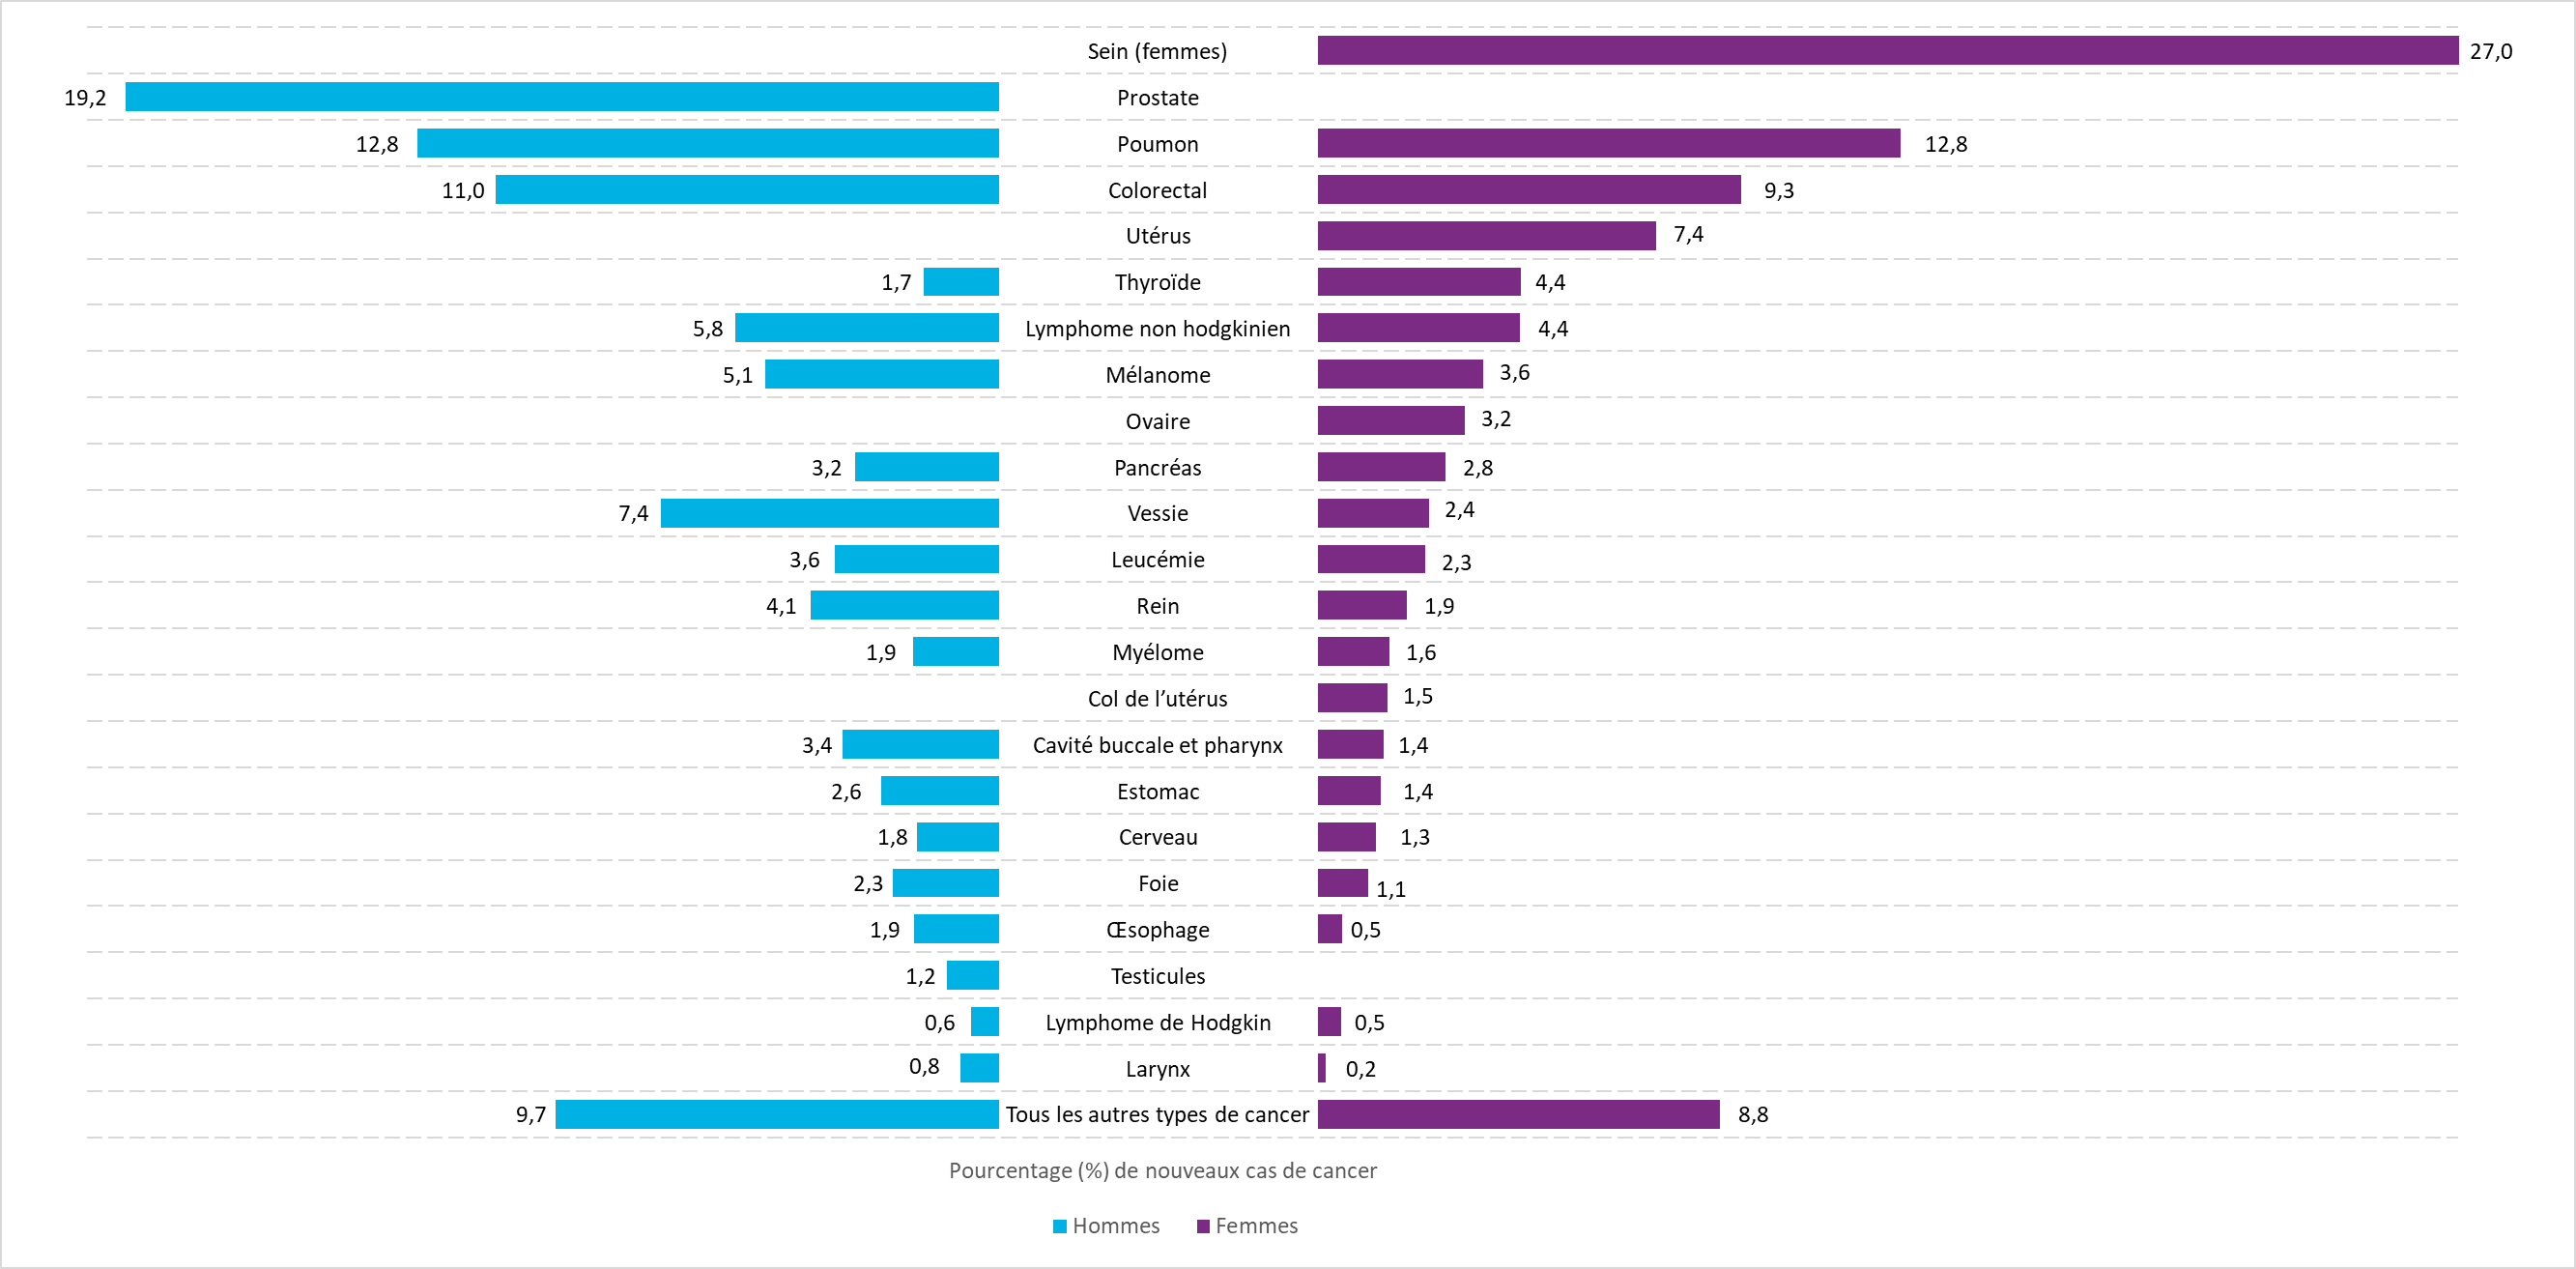 Sein (femmes) 27,0
19,2 Prostate
12,8 Poumon 12,8
11,0 Colorectal 9,3
Utérus 7,4
1,7 Thyroïde 4,4
5,8 Lymphome non hodgkinien 4,4
5,1 Mélanome 3,6
Ovaire 3,2
3,2 Pancréas 2,8
7,4 Vessie 2,4
3,6 Leucémie 2,3
4,1 Rein 1,9
1,9 Myélome 1,6
Col de l’utérus 1,5
3,4 Cavité buccale et pharynx 1,4
2,6 Estomac 1,4
1,8 Cerveau 1,3
2,3 Foie 1,1
1,9 Œsophage 0,5
1,2 Testicules
0,6 Lymphome de Hodgkin 0,5
0,8 Larynx 0,2
9,7 Tous les autres types de cancer 8,8
Pourcentage (%) de nouveaux cas de cancer
Hommes Femmes